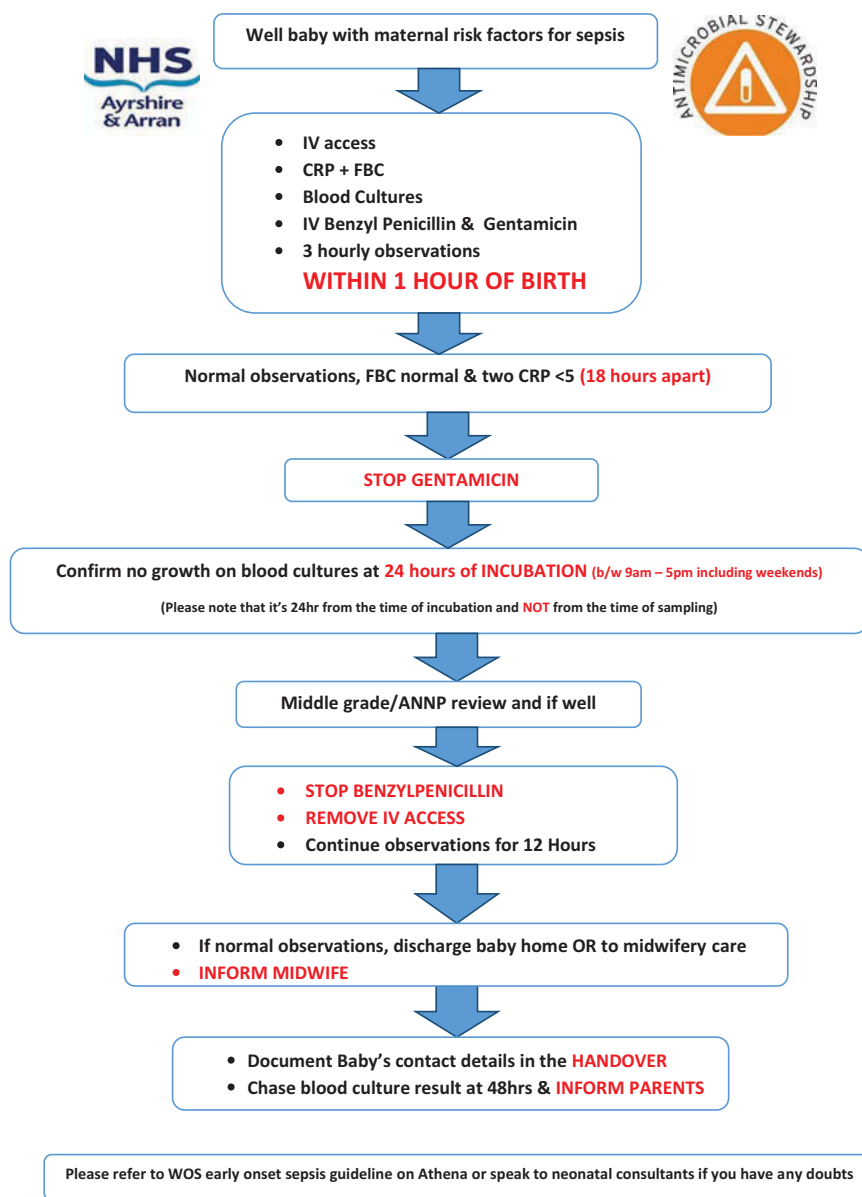 Well baby with maternal risk factors for sepsis
NHS
Ayrshire
& Arran
ANTIMICROBIAL STEWARDSHIP
• IV access
• CRP + FBC
• Blood Cultures
• IV Benzyl Penicillin & Gentamicin
• 3 hourly observations
WITHIN 1 HOUR OF BIRTH
Normal observations, FBC normal & two CRP <5 (18 hours apart)
STOP GENTAMICIN
Confirm no growth on blood cultures at 24 hours of INCUBATION (b/w 9am – 5pm including weekends)
(Please note that it’s 24hr from the time of incubation and NOT from the time of sampling)
Middle grade/ANNP review and if well
• STOP BENZYLPENICILLIN
• REMOVE IV ACCESS
• Continue observations for 12 Hours
• If normal observations, discharge baby home OR to midwifery care
• INFORM MIDWIFE
• Document Baby’s contact details in the HANDOVER
• Chase blood culture result at 48hrs & INFORM PARENTS
Please refer to WOS early onset sepsis guideline on Athena or speak to neonatal consultants if you have any doubts